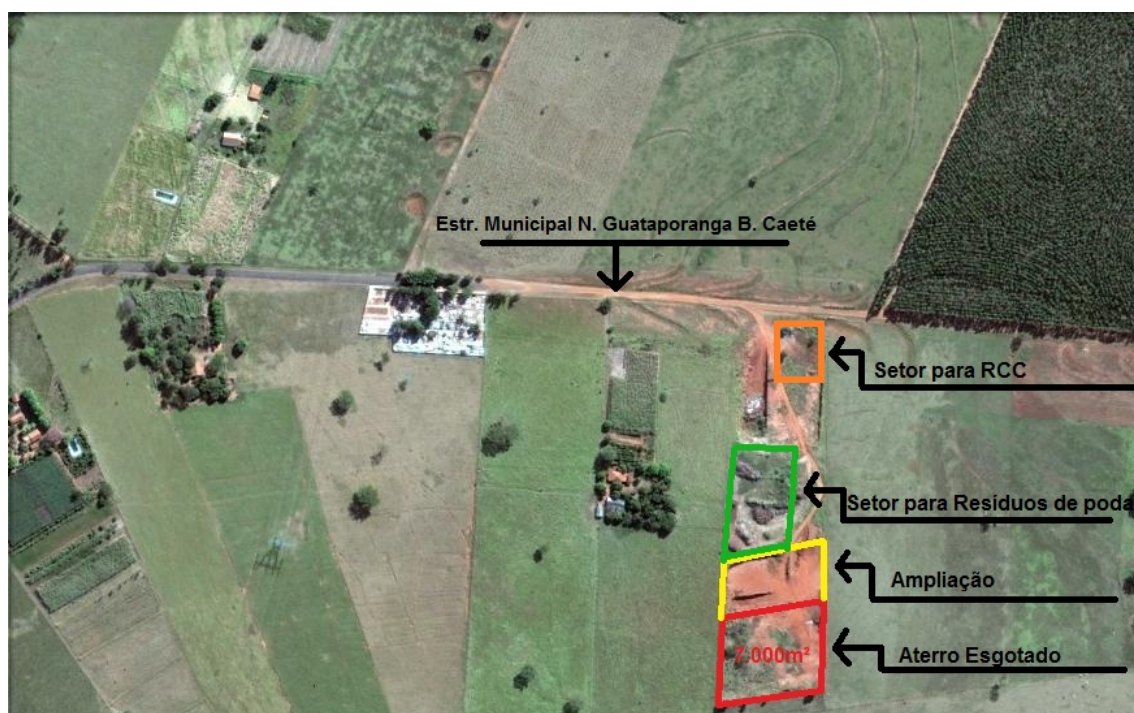 Estr. Municipal N. Guataporanga B. Caeté
Setor para RCC
Setor para Resíduos de poda
Ampliação
7.000m²
Aterro Esgotado